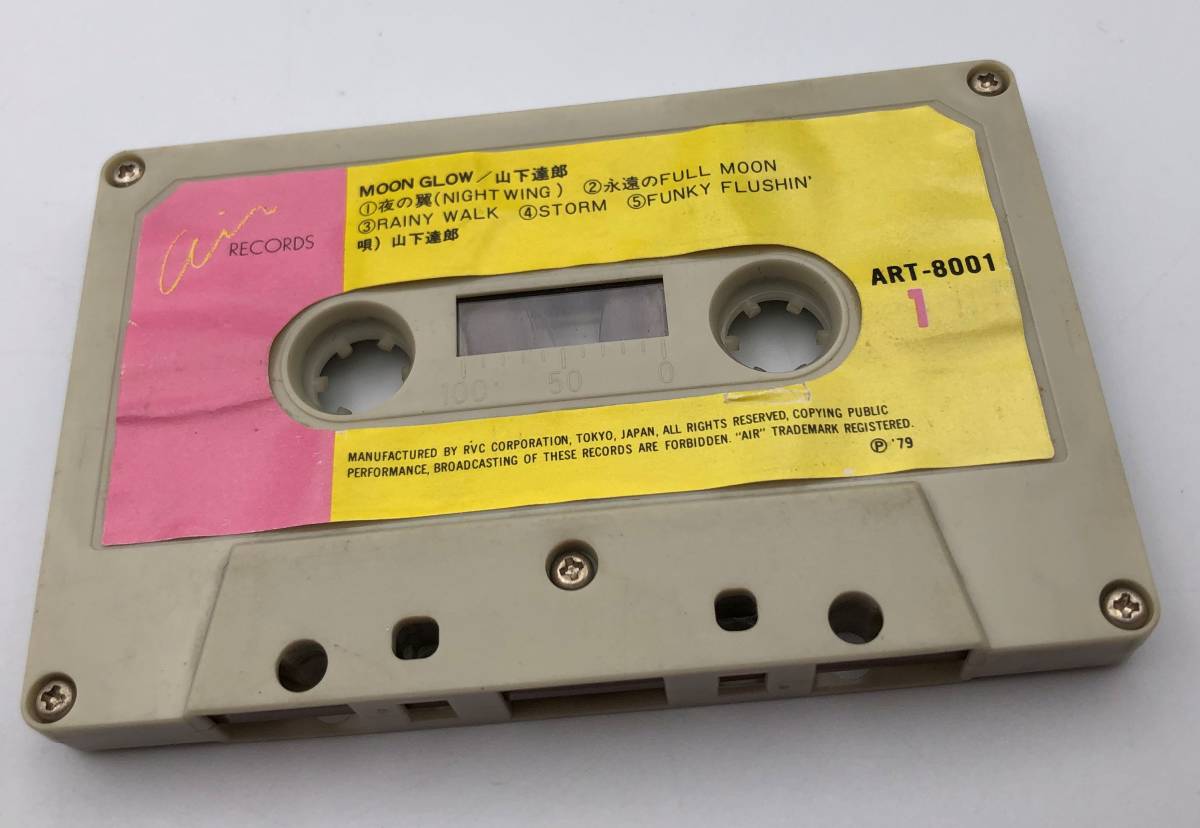 MOON GLOW／山下達郎
①夜の翼(NIGHT WING) ②永遠のFULL MOON
③RAINY WALK ④STORM ⑤FUNKY FLUSHIN'
唄) 山下達郎
air
RECORDS
ART-8001
1
100 50 0
MANUFACTURED BY RVC CORPORATION, TOKYO, JAPAN, ALL RIGHTS RESERVED, COPYING PUBLIC
PERFORMANCE, BROADCASTING OF THESE RECORDS ARE FORBIDDEN. "AIR" TRADEMARK REGISTERED.
Ⓟ '79